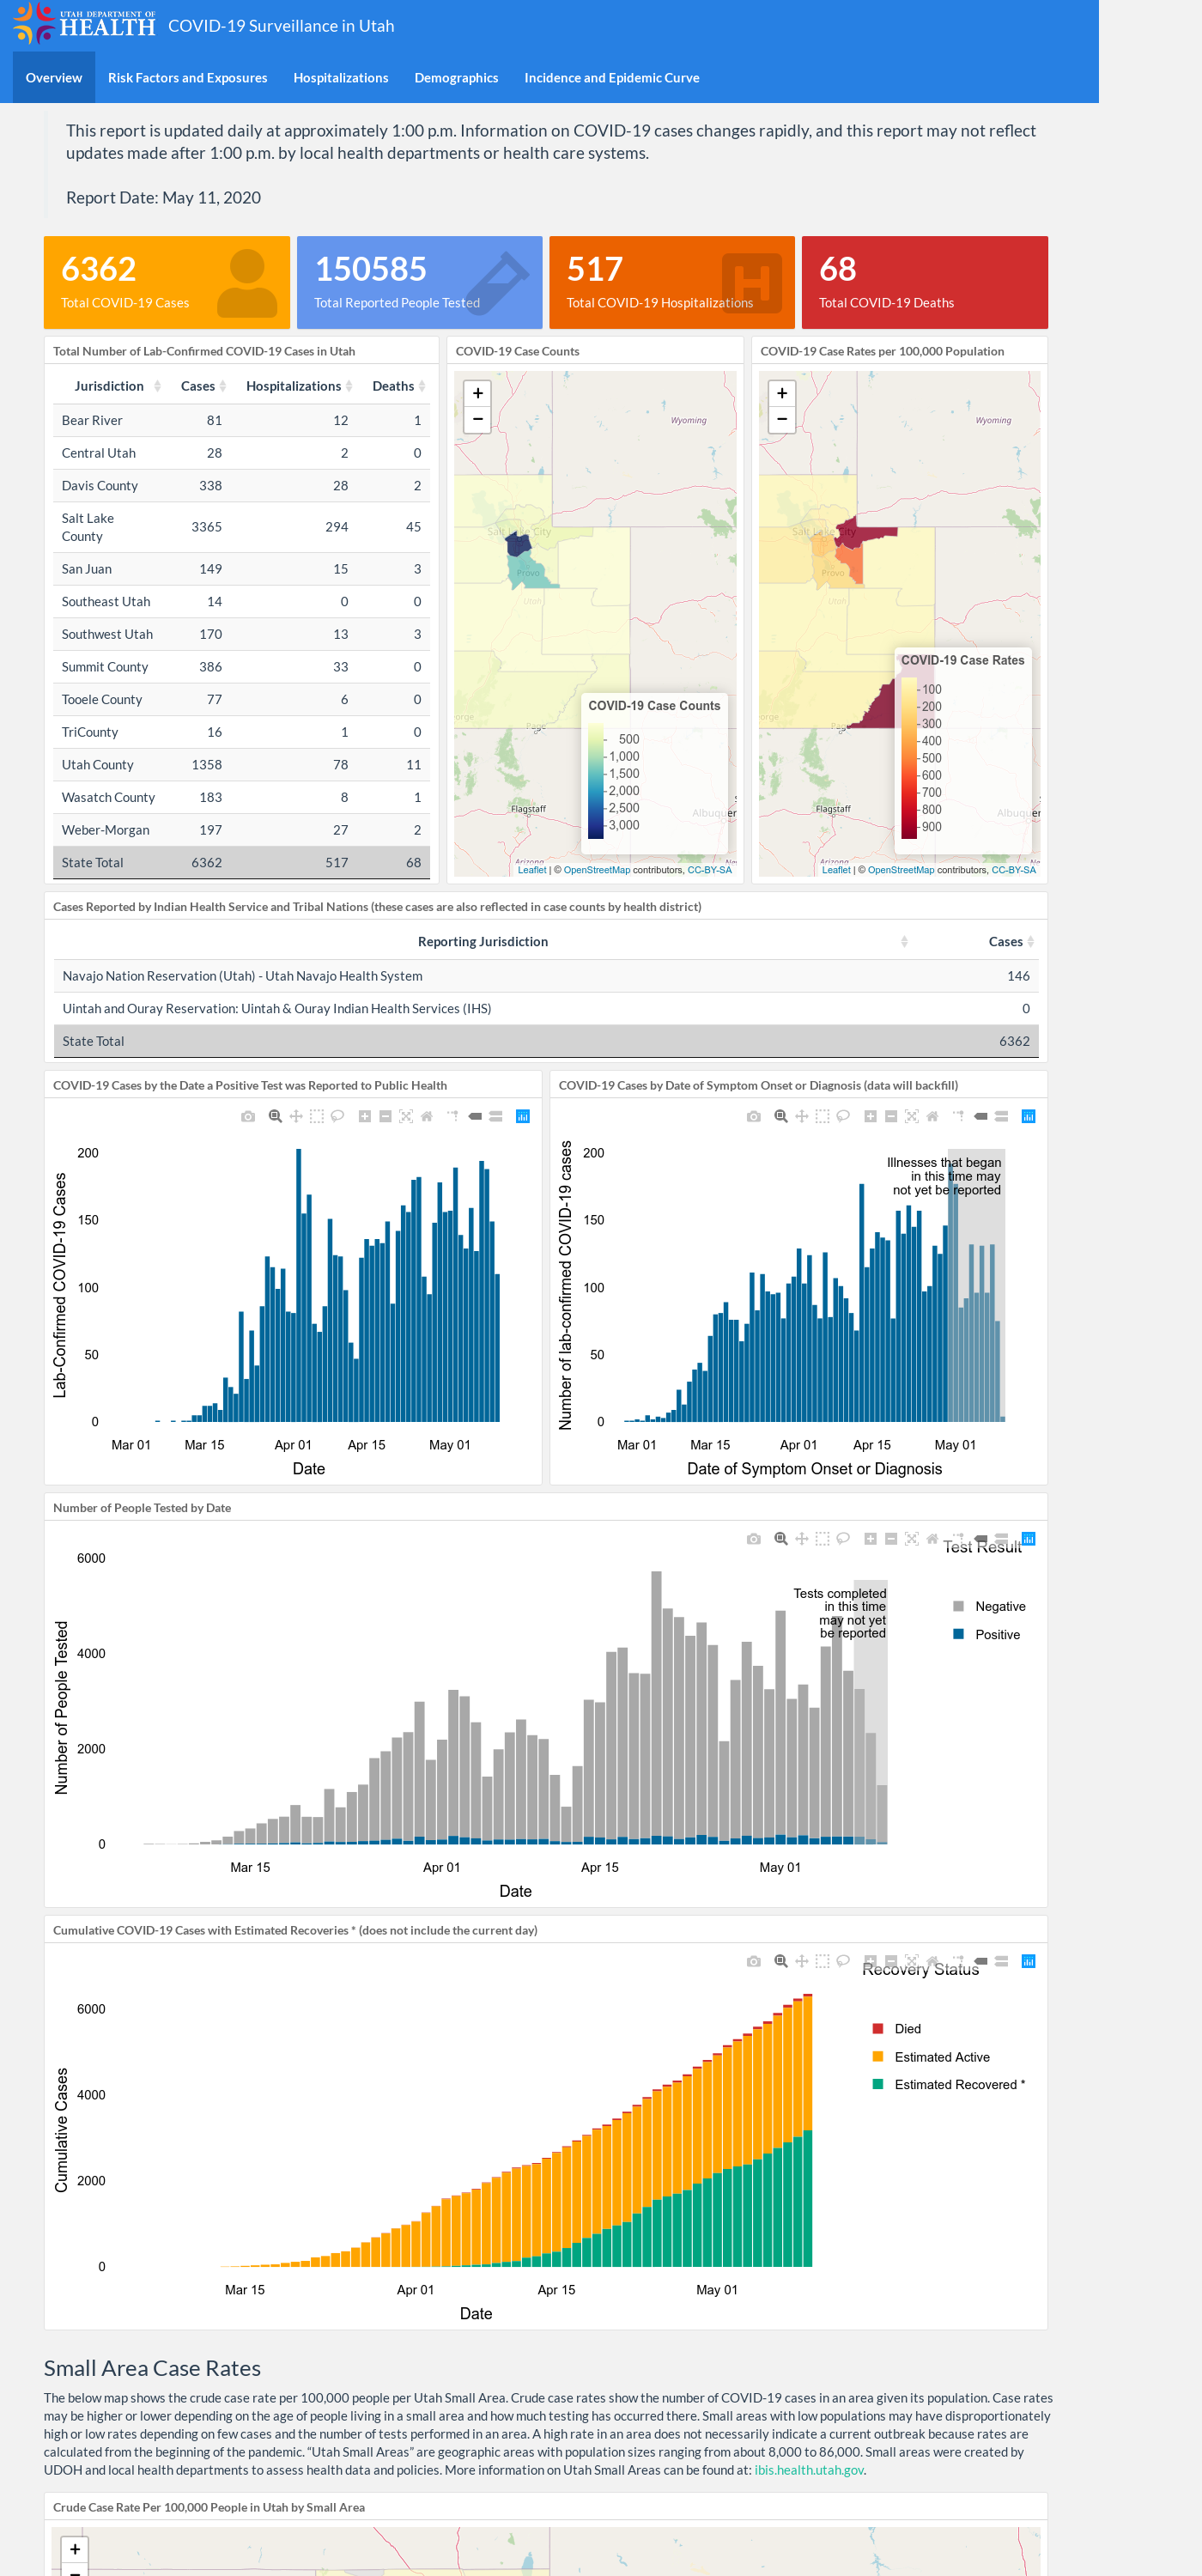 UTAH DEPARTMENT OF
HEALTH
COVID-19 Surveillance in Utah
Overview Risk Factors and Exposures Hospitalizations Demographics Incidence and Epidemic Curve
This report is updated daily at approximately 1:00 p.m. Information on COVID-19 cases changes rapidly, and this report may not reflect
updates made after 1:00 p.m. by local health departments or health care systems.
Report Date: May 11, 2020
6362
Total COVID-19 Cases
150585
Total Reported People Tested
517
Total COVID-19 Hospitalizations
68
Total COVID-19 Deaths
Total Number of Lab-Confirmed COVID-19 Cases in Utah
Jurisdiction Cases Hospitalizations Deaths
Bear River 81 12 1
Central Utah 28 2 0
Davis County 338 28 2
Salt Lake
County 3365 294 45
San Juan 149 15 3
Southeast Utah 14 0 0
Southwest Utah 170 13 3
Summit County 386 33 0
Tooele County 77 6 0
TriCounty 16 1 0
Utah County 1358 78 11
Wasatch County 183 8 1
Weber-Morgan 197 27 2
State Total 6362 517 68
COVID-19 Case Counts
+
−
Wyoming
Salt Lake City
Provo
Utah
orge
Page
Flagstaff
Albuquer
Arizona
COVID-19 Case Counts
500
1,000
1,500
2,000
2,500
3,000
Leaflet | © OpenStreetMap contributors, CC-BY-SA
COVID-19 Case Rates per 100,000 Population
+
−
Wyoming
Salt Lake City
Provo
Utah
orge
Pag
Flagstaff
Albuquer
Arizona
COVID-19 Case Rates
100
200
300
400
500
600
700
800
900
Leaflet | © OpenStreetMap contributors, CC-BY-SA
Cases Reported by Indian Health Service and Tribal Nations (these cases are also reflected in case counts by health district)
Reporting Jurisdiction Cases
Navajo Nation Reservation (Utah) - Utah Navajo Health System 146
Uintah and Ouray Reservation: Uintah & Ouray Indian Health Services (IHS) 0
State Total 6362
COVID-19 Cases by the Date a Positive Test was Reported to Public Health
Lab-Confirmed COVID-19 Cases
200
150
100
50
0
Mar 01 Mar 15 Apr 01 Apr 15 May 01
Date
COVID-19 Cases by Date of Symptom Onset or Diagnosis (data will backfill)
Number of lab-confirmed COVID-19 cases
200
150
100
50
0
Illnesses that began
in this time may
not yet be reported
Mar 01 Mar 15 Apr 01 Apr 15 May 01
Date of Symptom Onset or Diagnosis
Number of People Tested by Date
Number of People Tested
6000
4000
2000
0
Tests completed
in this time
may not yet
be reported
Test Result
Negative
Positive
Mar 15 Apr 01 Apr 15 May 01
Date
Cumulative COVID-19 Cases with Estimated Recoveries * (does not include the current day)
Cumulative Cases
6000
4000
2000
0
Recovery Status
Died
Estimated Active
Estimated Recovered *
Mar 15 Apr 01 Apr 15 May 01
Date
Small Area Case Rates
The below map shows the crude case rate per 100,000 people per Utah Small Area. Crude case rates show the number of COVID-19 cases in an area given its population. Case rates
may be higher or lower depending on the age of people living in a small area and how much testing has occurred there. Small areas with low populations may have disproportionately
high or low rates depending on few cases and the number of tests performed in an area. A high rate in an area does not necessarily indicate a current outbreak because rates are
calculated from the beginning of the pandemic. “Utah Small Areas” are geographic areas with population sizes ranging from about 8,000 to 86,000. Small areas were created by
UDOH and local health departments to assess health data and policies. More information on Utah Small Areas can be found at: ibis.health.utah.gov.
Crude Case Rate Per 100,000 People in Utah by Small Area
+
−